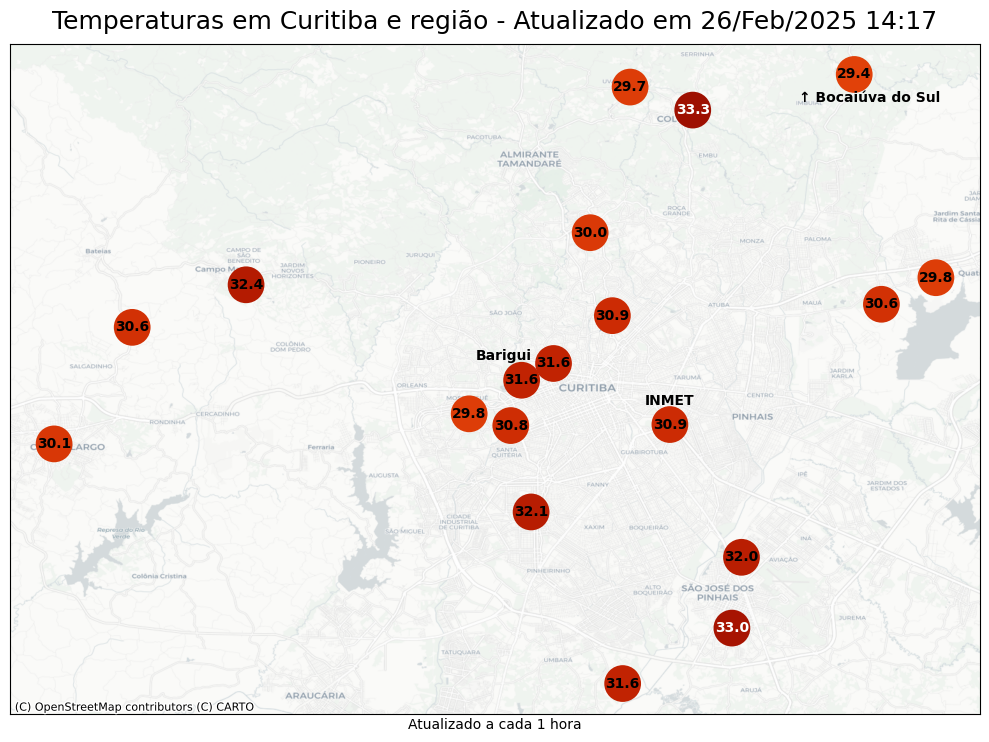 Temperaturas em Curitiba e região - Atualizado em 26/Feb/2025 14:17
SERRINHA
29.4
29.7
↑ Bocaiúva do Sul
33.3
PACOTUBA
ALMIRANTE
TAMANDARÉ
EMBU
ROÇA
GRANDE
Jardim Santa
Rita de Cássia
30.0
MONZA
PALOMA
Bateias
CAMPO DE
SÃO
BENEDITO
JURUQUI
PIONEIRO
JARDIM
NOVOS
HORIZONTES
Campo M
32.4
29.8
Quat
30.6
ATUBA
MAUÁ
30.9
SÃO JOÃO
30.6
COLÔNIA
DOM PEDRO
Barigui
31.6
31.6
SALGADINHO
JARDIM
KARLA
TARUMÃ
ORLEANS
CURITIBA
CENTRO
INMET
29.8
CERCADINHO
RONDINHA
PINHAIS
30.8
30.9
30.1
LARGO
Ferraria
SANTA
QUITÉRIA
GUABIROTUBA
AUGUSTA
IPÊ
FANNY
JARDIM DOS
ESTADOS 1
32.1
CIDADE
INDUSTRIAL
DE CURITIBA
SÃO MIGUEL
XAXIM
BOQUEIRÃO
Represa do Rio
Verde
INÁ
32.0
AVIAÇÃO
PINHEIRINHO
Colônia Cristina
ALTO
BOQUEIRÃO
SÃO JOSÉ DOS
PINHAIS
JUREMA
33.0
TATUQUARA
UMBARÁ
31.6
ARUJÁ
ARAUCÁRIA
(C) OpenStreetMap contributors (C) CARTO
Atualizado a cada 1 hora